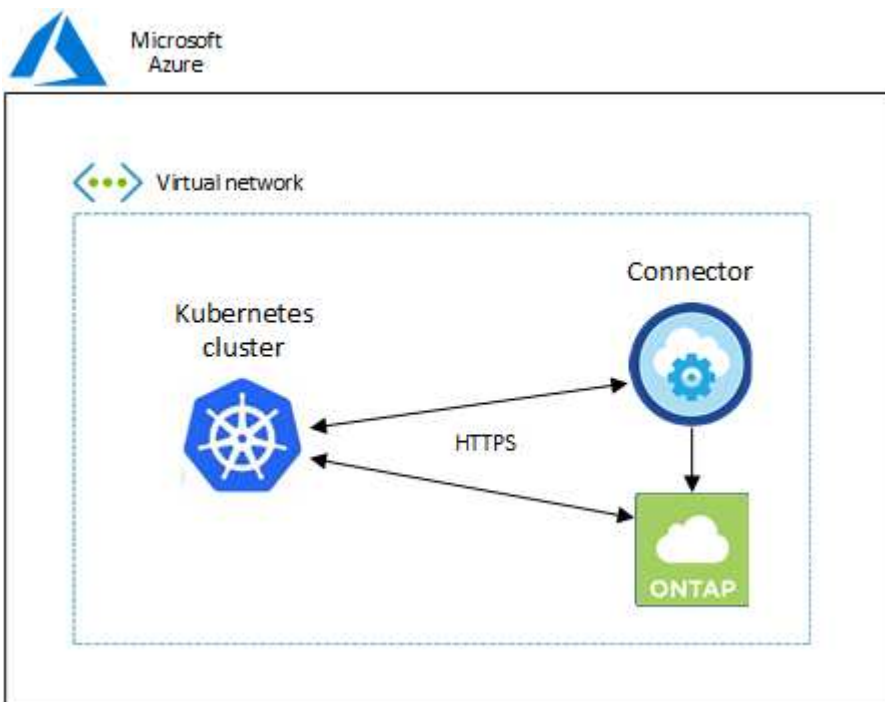 Microsoft
Azure
Virtual network
Connector
Kubernetes
cluster
HTTPS
ONTAP